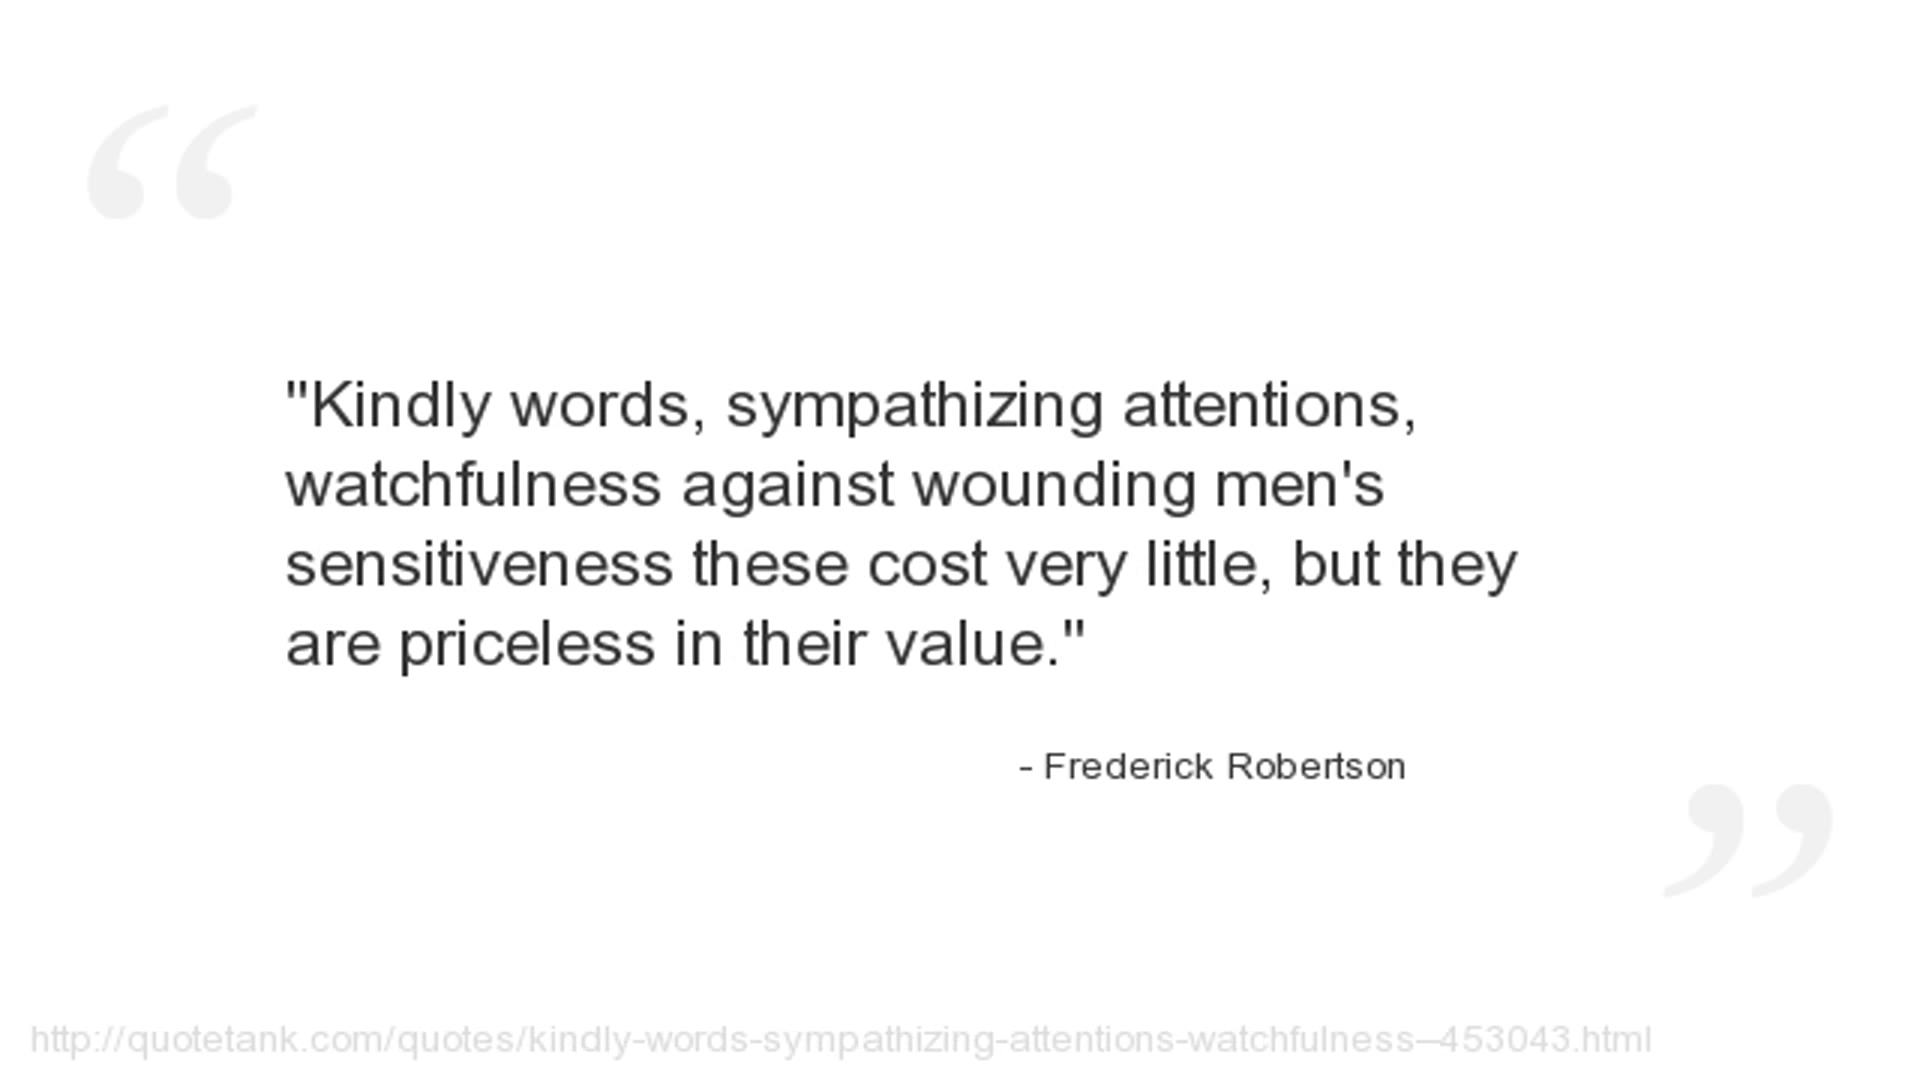 "Kindly words, sympathizing attentions,
watchfulness against wounding men's
sensitiveness these cost very little, but they
are priceless in their value."
- Frederick Robertson
http://quotetank.com/quotes/kindly-words-sympathizing-attentions-watchfulness--453043.html